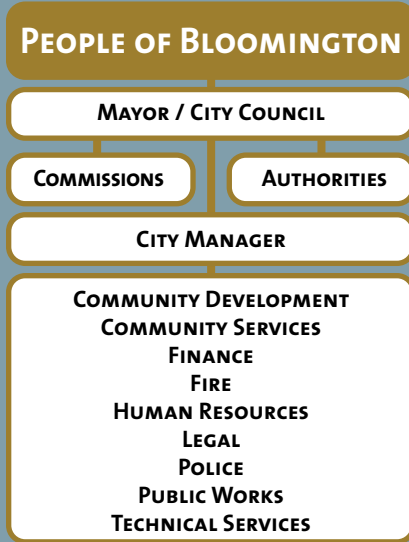 People of Bloomington
Mayor / City Council
Commissions
Authorities
City Manager
Community Development
Community Services
Finance
Fire
Human Resources
Legal
Police
Public Works
Technical Services